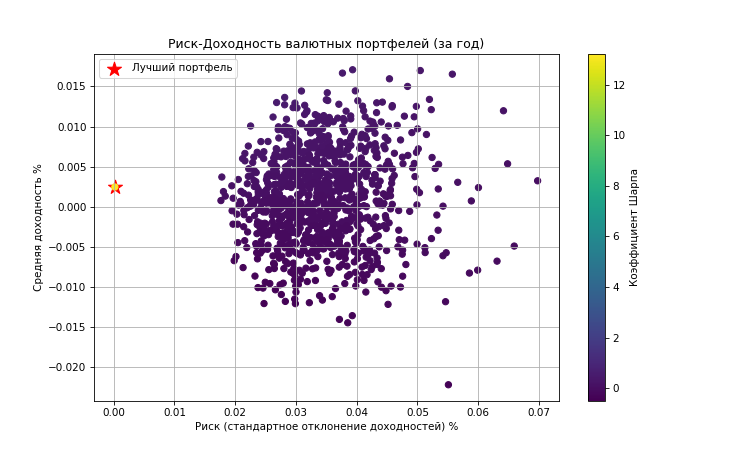 Риск-Доходность валютных портфелей (за год)
Лучший портфель
Средняя доходность %
0.015
0.010
0.005
0.000
−0.005
−0.010
−0.015
−0.020
0.00 0.01 0.02 0.03 0.04 0.05 0.06 0.07
Риск (стандартное отклонение доходностей) %
12
10
8
6
4
2
0
Коэффициент Шарпа